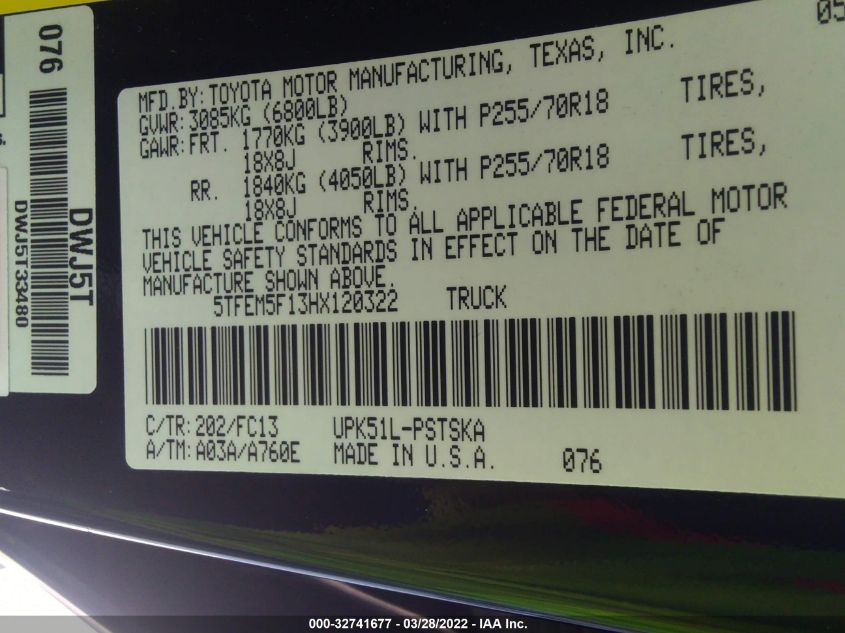 05
MFD.BY:TOYOTA MOTOR MANUFACTURING, TEXAS, INC.
GVWR:3085KG (6800LB)
GAWR:FRT. 1770KG (3900LB) WITH P255/70R18 TIRES,
18X8J RIMS.
RR. 1840KG (4050LB) WITH P255/70R18 TIRES,
18X8J RIMS.
THIS VEHICLE CONFORMS TO ALL APPLICABLE FEDERAL MOTOR
VEHICLE SAFETY STANDARDS IN EFFECT ON THE DATE OF
MANUFACTURE SHOWN ABOVE.
5TFEM5F13HX120322 TRUCK
C/TR:202/FC13 UPK51L-PSTSKA
A/TM:A03A/A760E MADE IN U.S.A. 076
076
DWJ5T
DWJ5T33480
000-32741677 — 03/28/2022 — IAA Inc.